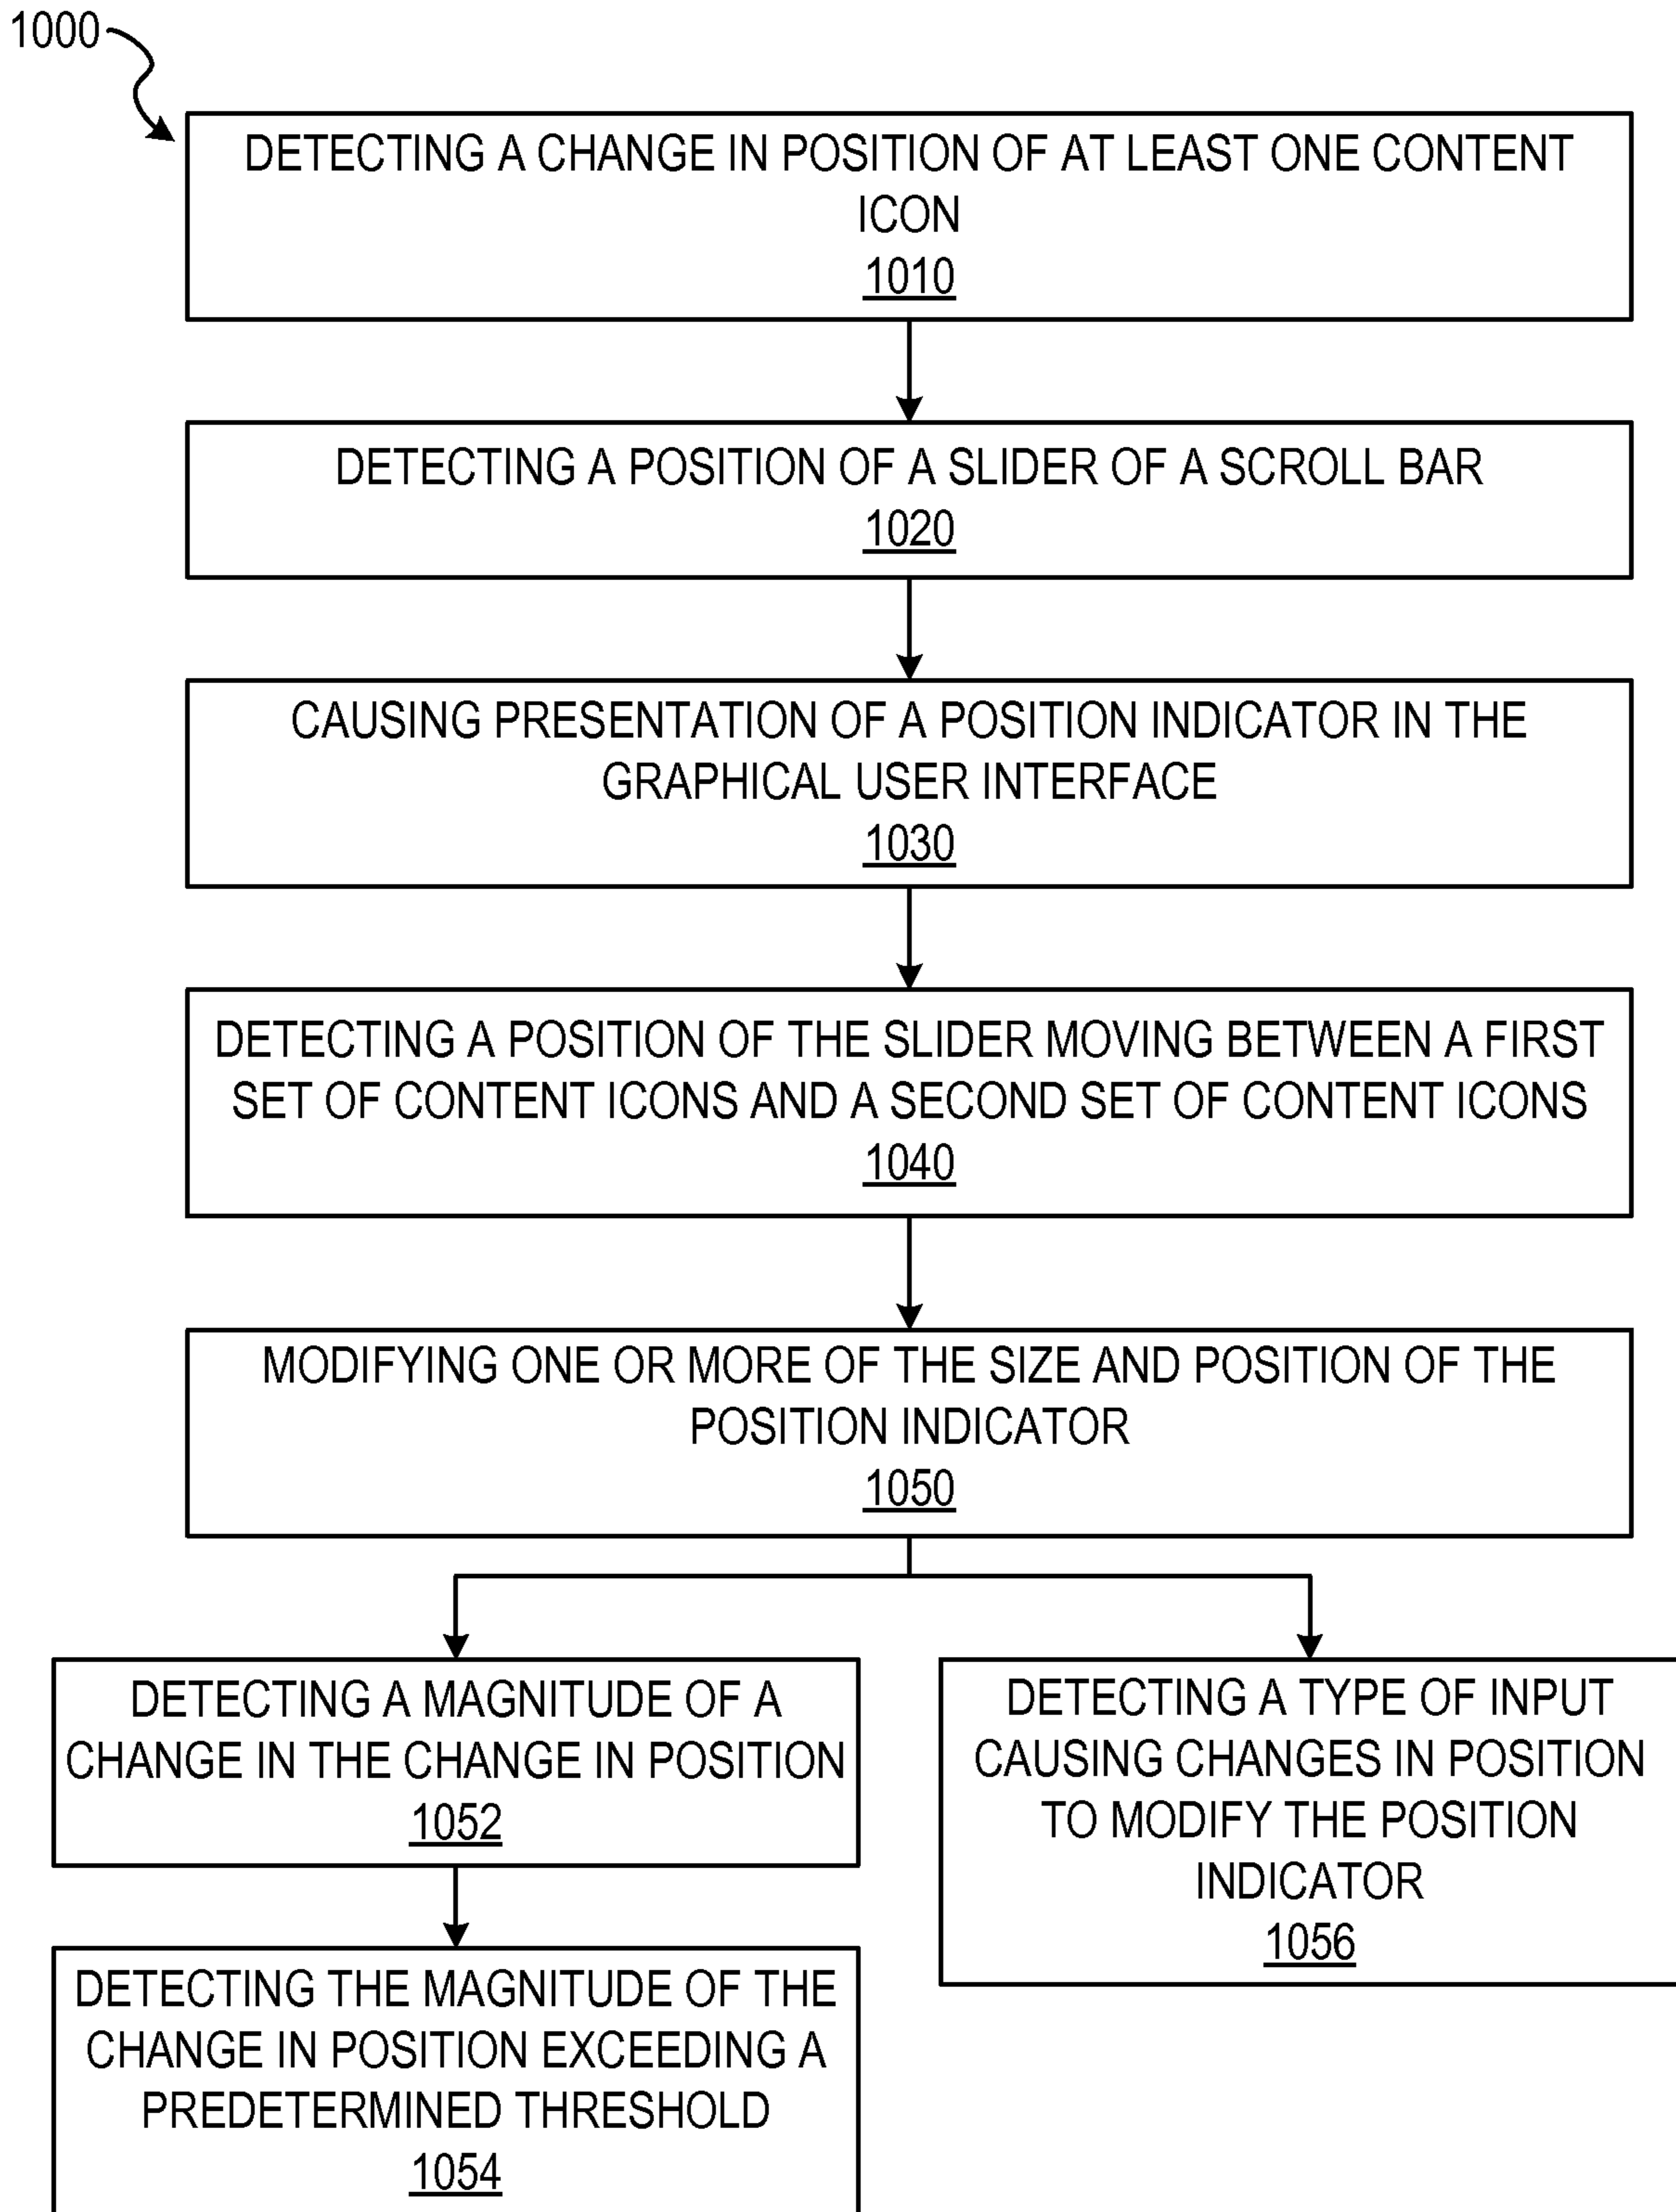 1000
DETECTING A CHANGE IN POSITION OF AT LEAST ONE CONTENT
ICON
1010
DETECTING A POSITION OF A SLIDER OF A SCROLL BAR
1020
CAUSING PRESENTATION OF A POSITION INDICATOR IN THE
GRAPHICAL USER INTERFACE
1030
DETECTING A POSITION OF THE SLIDER MOVING BETWEEN A FIRST
SET OF CONTENT ICONS AND A SECOND SET OF CONTENT ICONS
1040
MODIFYING ONE OR MORE OF THE SIZE AND POSITION OF THE
POSITION INDICATOR
1050
DETECTING A MAGNITUDE OF A
CHANGE IN THE CHANGE IN POSITION
1052
DETECTING THE MAGNITUDE OF THE
CHANGE IN POSITION EXCEEDING A
PREDETERMINED THRESHOLD
1054
DETECTING A TYPE OF INPUT
CAUSING CHANGES IN POSITION
TO MODIFY THE POSITION
INDICATOR
1056